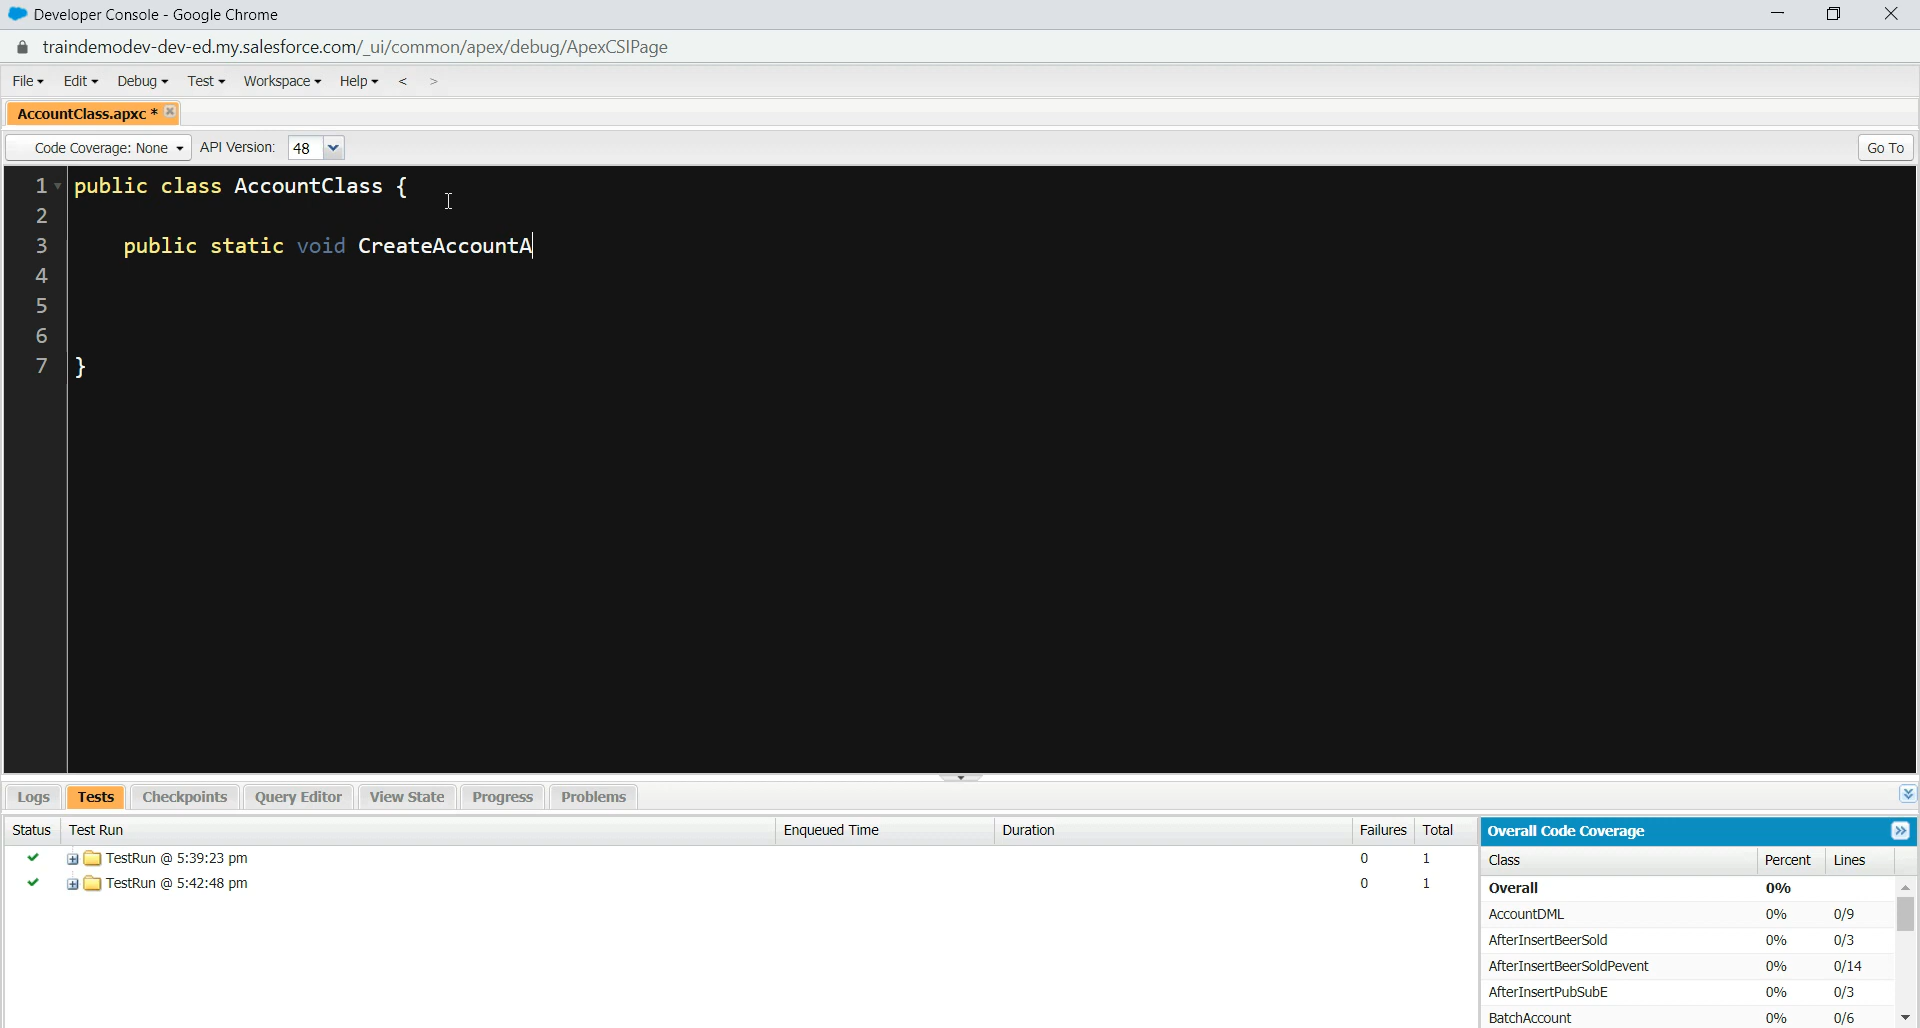 Developer Console - Google Chrome
traindemodev-dev-ed.my.salesforce.com/_ui/common/apex/debug/ApexCSIPage
File Edit Debug Test Workspace Help < >
AccountClass.apxc *
Code Coverage: None API Version: 48 Go To
1 public class AccountClass {
2
3 public static void CreateAccountA
4
5
6
7 }
Logs Tests Checkpoints Query Editor View State Progress Problems
Status Test Run Enqueued Time Duration Failures Total
TestRun @ 5:39:23 pm 0 1
TestRun @ 5:42:48 pm 0 1
Overall Code Coverage
Class Percent Lines
Overall 0%
AccountDML 0% 0/9
AfterInsertBeerSold 0% 0/3
AfterInsertBeerSoldPevent 0% 0/14
AfterInsertPubSubE 0% 0/3
BatchAccount 0% 0/6